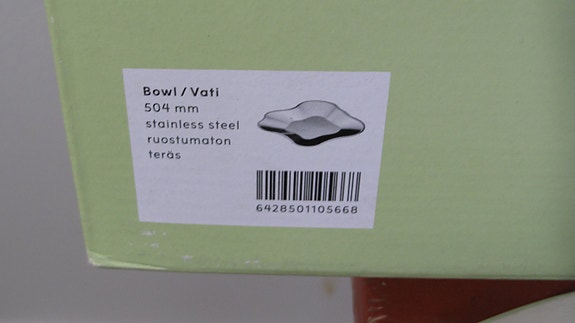 Bowl / Vati
504 mm
stainless steel
ruostumaton
teräs
6428501105668